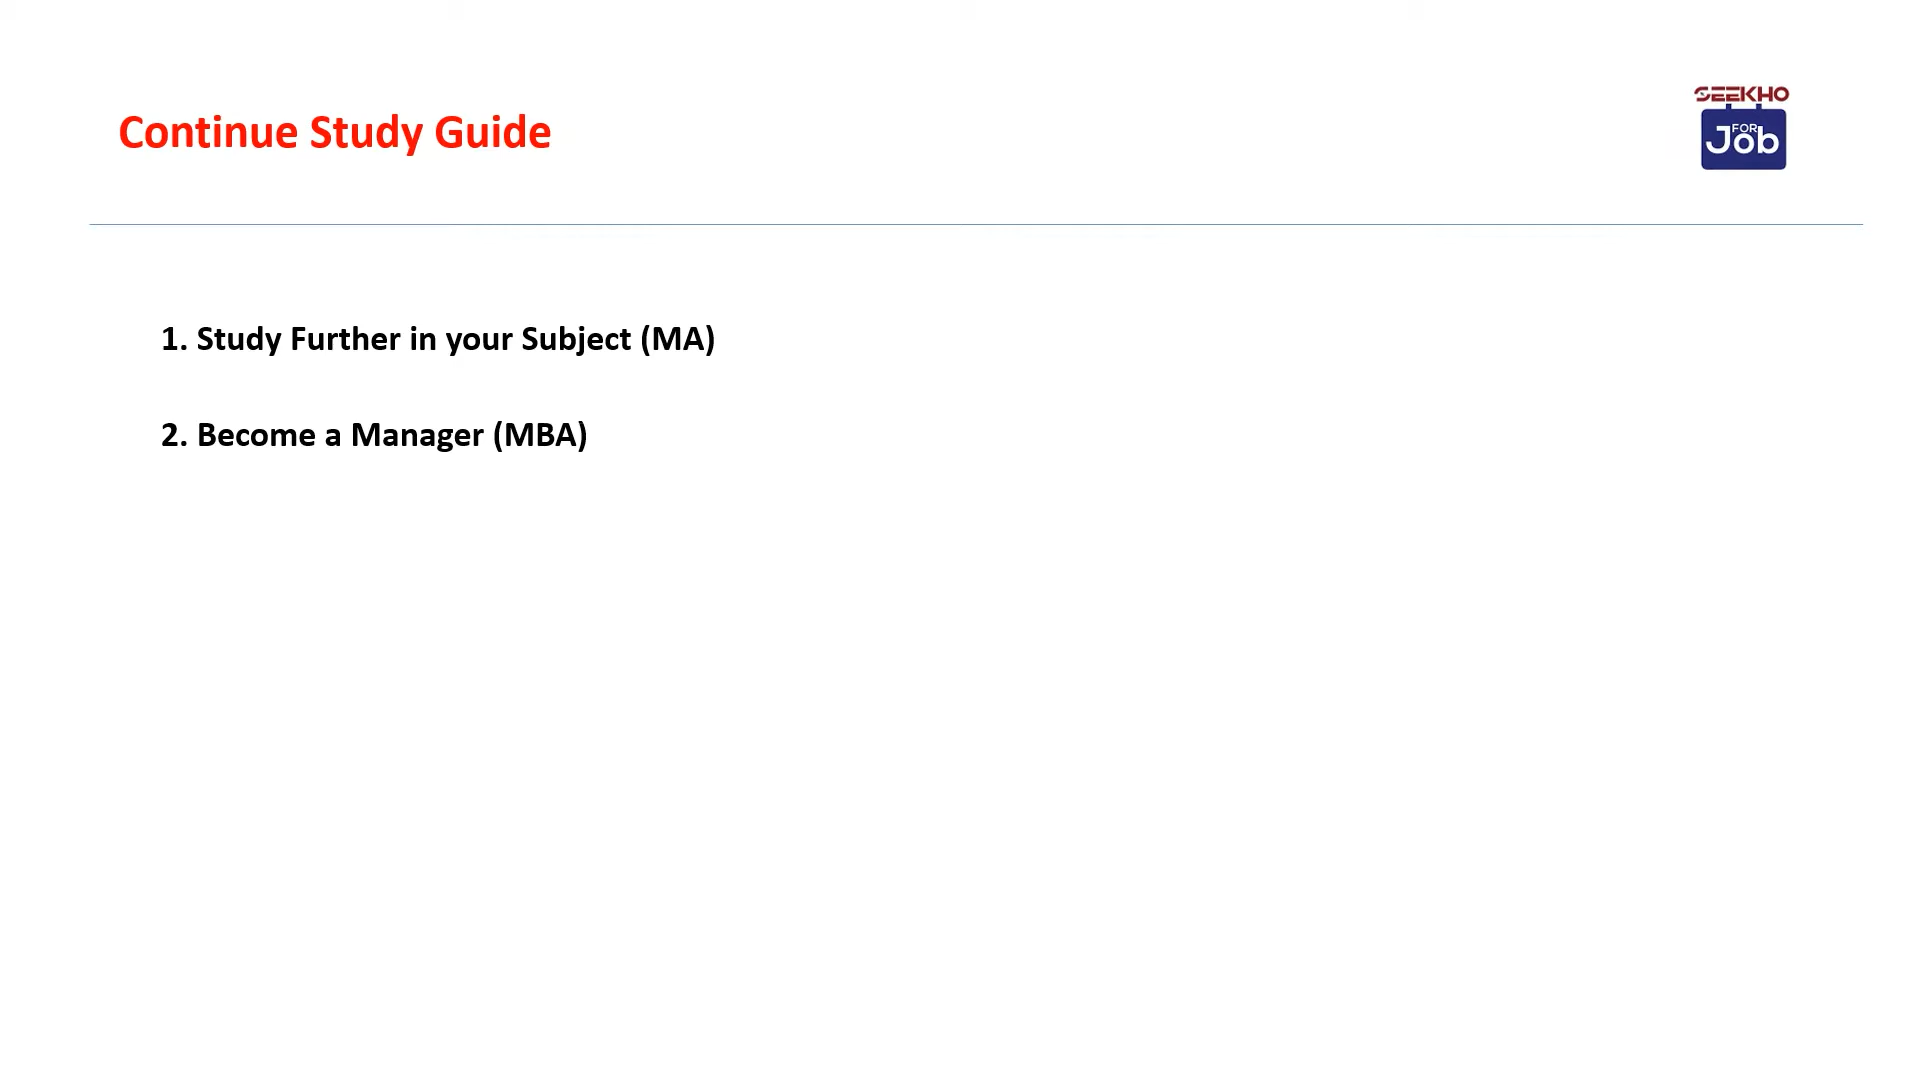 Continue Study Guide
SEEKHO
FOR
Job
1. Study Further in your Subject (MA)
2. Become a Manager (MBA)